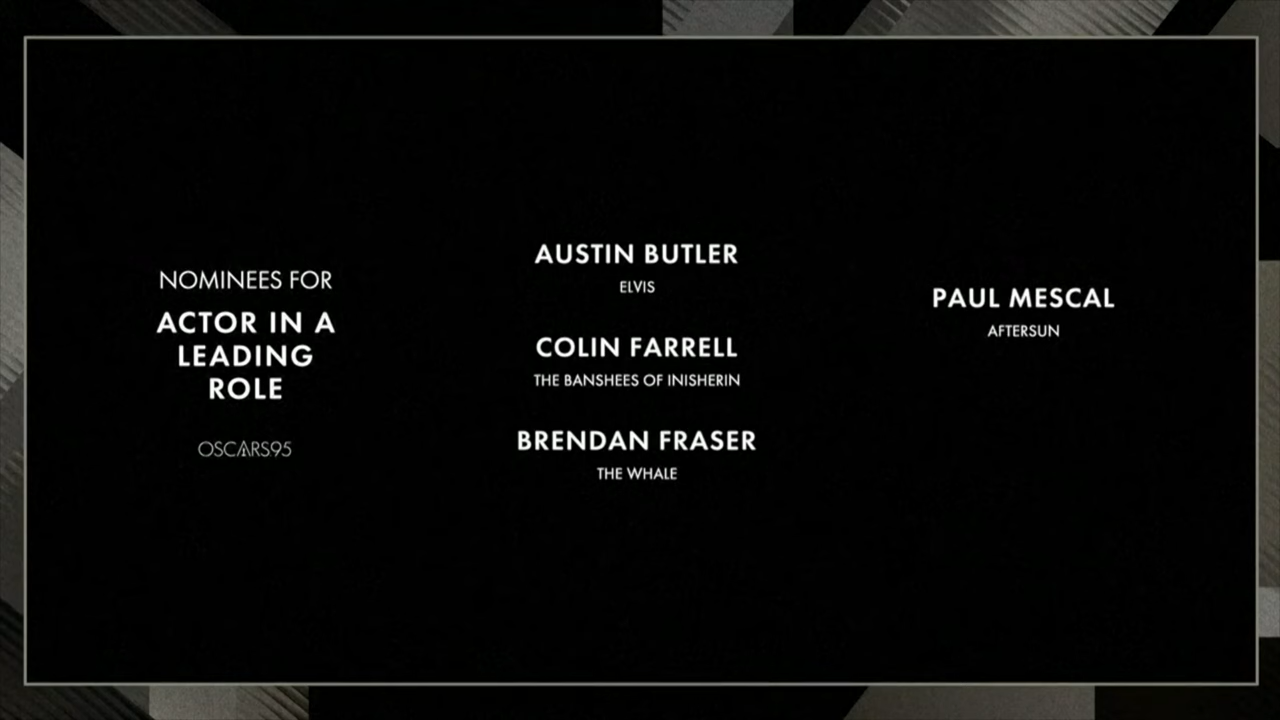 NOMINEES FOR
ACTOR IN A
LEADING
ROLE
OSCARS95
AUSTIN BUTLER
ELVIS
COLIN FARRELL
THE BANSHEES OF INISHERIN
BRENDAN FRASER
THE WHALE
PAUL MESCAL
AFTERSUN